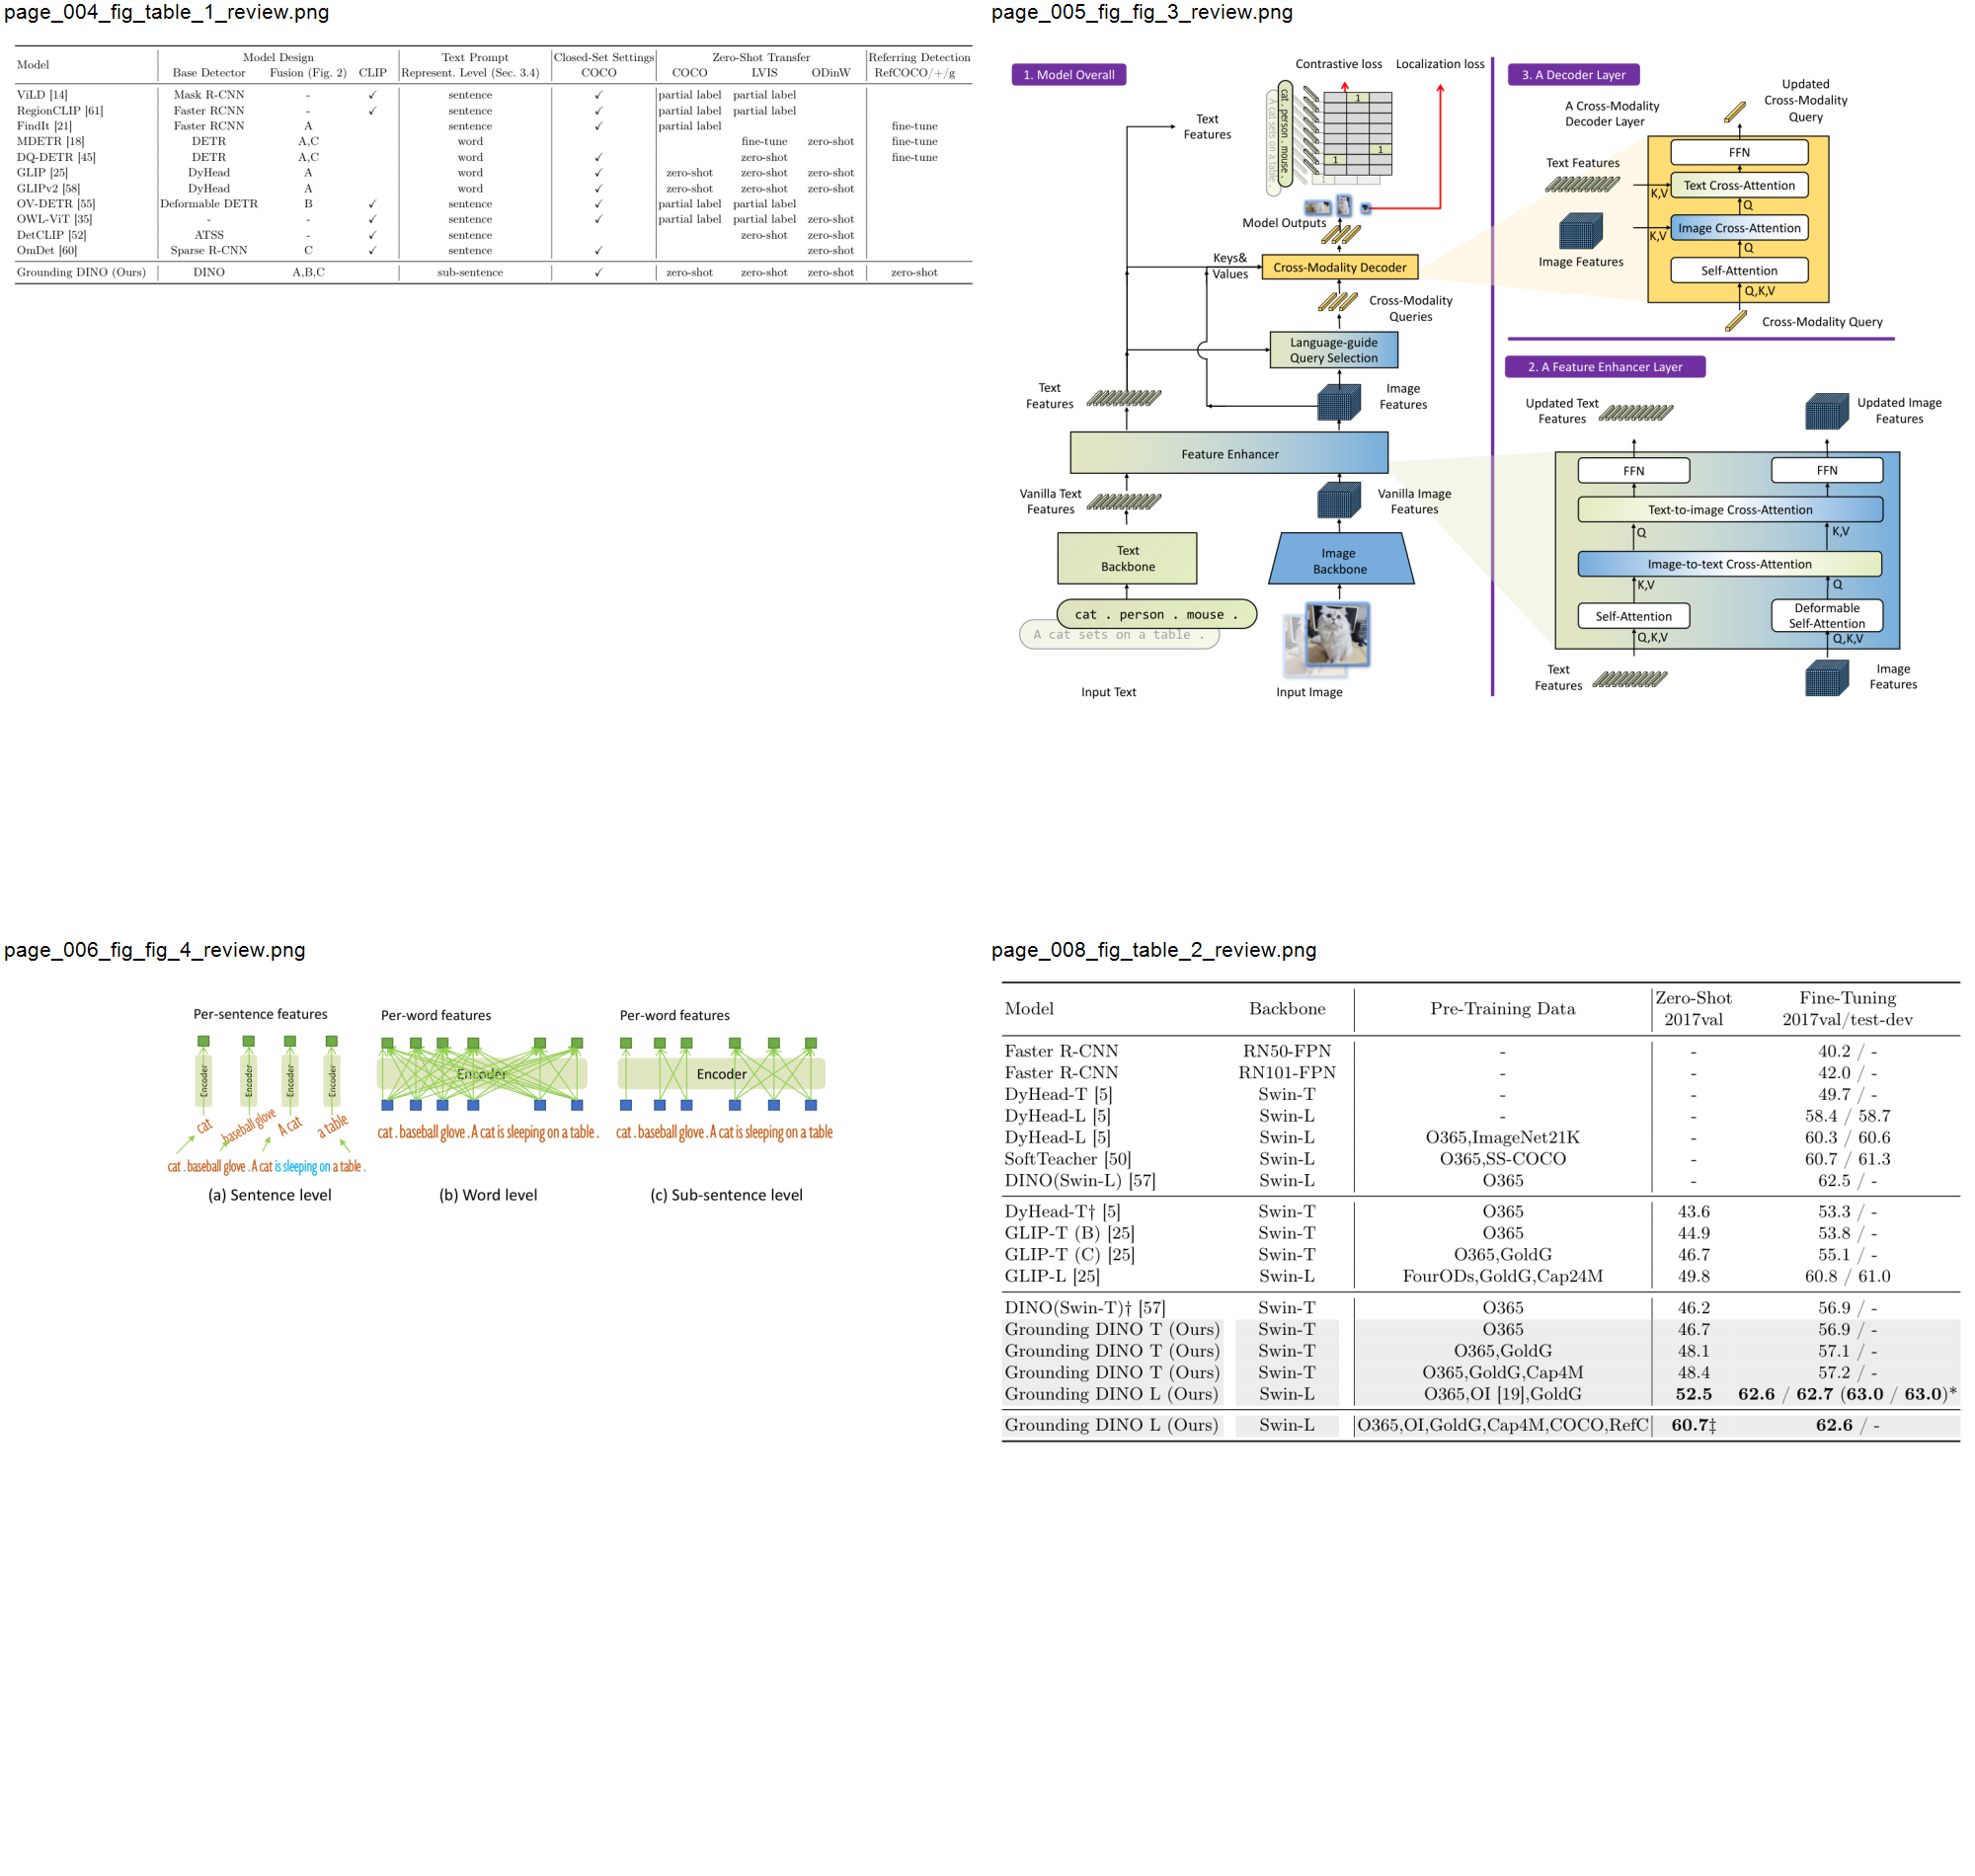 page_004_fig_table_1_review.png
Model | Model Design | Text Prompt | Closed-Set Settings | Zero-Shot Transfer | Referring Detection
Base Detector | Fusion (Fig. 2) | CLIP | Represent. Level (Sec. 3.4) | COCO | COCO | LVIS | ODinW | RefCOCO/+/g
ViLD [14] | Mask R-CNN | - | ✓ | sentence | ✓ | partial label | partial label
RegionCLIP [61] | Faster RCNN | - | ✓ | sentence | ✓ | partial label | partial label
FindIt [21] | Faster RCNN | A | sentence | ✓ | partial label | fine-tune
MDETR [18] | DETR | A,C | word | fine-tune | zero-shot | fine-tune
DQ-DETR [45] | DETR | A,C | word | ✓ | zero-shot | fine-tune
GLIP [25] | DyHead | A | word | ✓ | zero-shot | zero-shot | zero-shot
GLIPv2 [58] | DyHead | A | word | ✓ | zero-shot | zero-shot | zero-shot
OV-DETR [55] | Deformable DETR | B | ✓ | sentence | ✓ | partial label | partial label
OWL-ViT [35] | - | - | ✓ | sentence | ✓ | partial label | partial label | zero-shot
DetCLIP [52] | ATSS | - | ✓ | sentence | zero-shot | zero-shot
OmDet [60] | Sparse R-CNN | C | ✓ | sentence | ✓ | zero-shot
Grounding DINO (Ours) | DINO | A,B,C | sub-sentence | ✓ | zero-shot | zero-shot | zero-shot | zero-shot
page_005_fig_fig_3_review.png
1. Model Overall
Contrastive loss
Localization loss
Text
Features
cat . person . mouse .
A cat sets on a table .
1
1
1
1
Model Outputs
Keys&
Values
Cross-Modality Decoder
Cross-Modality
Queries
Language-guide
Query Selection
Text
Features
Image
Features
Feature Enhancer
Vanilla Text
Features
Vanilla Image
Features
Text
Backbone
Image
Backbone
cat . person . mouse .
A cat sets on a table .
Input Text
Input Image
3. A Decoder Layer
A Cross-Modality
Decoder Layer
Updated
Cross-Modality
Query
FFN
Text Features
K,V
Text Cross-Attention
Q
K,V
Image Cross-Attention
Image Features
Q
Self-Attention
Q,K,V
Cross-Modality Query
2. A Feature Enhancer Layer
Updated Text
Features
Updated Image
Features
FFN
FFN
Text-to-image Cross-Attention
Q
K,V
Image-to-text Cross-Attention
K,V
Q
Self-Attention
Deformable
Self-Attention
Q,K,V
Q,K,V
Text
Features
Image
Features
page_006_fig_fig_4_review.png
Per-sentence features
Encoder
Encoder
Encoder
Encoder
cat
baseball glove
A cat
a table
cat . baseball glove . A cat is sleeping on a table .
(a) Sentence level
Per-word features
Encoder
cat . baseball glove . A cat is sleeping on a table .
(b) Word level
Per-word features
Encoder
cat . baseball glove . A cat is sleeping on a table
(c) Sub-sentence level
page_008_fig_table_2_review.png
Model | Backbone | Pre-Training Data | Zero-Shot 2017val | Fine-Tuning 2017val/test-dev
Faster R-CNN | RN50-FPN | - | - | 40.2 / -
Faster R-CNN | RN101-FPN | - | - | 42.0 / -
DyHead-T [5] | Swin-T | - | - | 49.7 / -
DyHead-L [5] | Swin-L | - | - | 58.4 / 58.7
DyHead-L [5] | Swin-L | O365,ImageNet21K | - | 60.3 / 60.6
SoftTeacher [50] | Swin-L | O365,SS-COCO | - | 60.7 / 61.3
DINO(Swin-L) [57] | Swin-L | O365 | - | 62.5 / -
DyHead-T† [5] | Swin-T | O365 | 43.6 | 53.3 / -
GLIP-T (B) [25] | Swin-T | O365 | 44.9 | 53.8 / -
GLIP-T (C) [25] | Swin-T | O365,GoldG | 46.7 | 55.1 / -
GLIP-L [25] | Swin-L | FourODs,GoldG,Cap24M | 49.8 | 60.8 / 61.0
DINO(Swin-T)† [57] | Swin-T | O365 | 46.2 | 56.9 / -
Grounding DINO T (Ours) | Swin-T | O365 | 46.7 | 56.9 / -
Grounding DINO T (Ours) | Swin-T | O365,GoldG | 48.1 | 57.1 / -
Grounding DINO T (Ours) | Swin-T | O365,GoldG,Cap4M | 48.4 | 57.2 / -
Grounding DINO L (Ours) | Swin-L | O365,OI [19],GoldG | 52.5 | 62.6 / 62.7 (63.0 / 63.0)*
Grounding DINO L (Ours) | Swin-L | O365,OI,GoldG,Cap4M,COCO,RefC | 60.7‡ | 62.6 / -